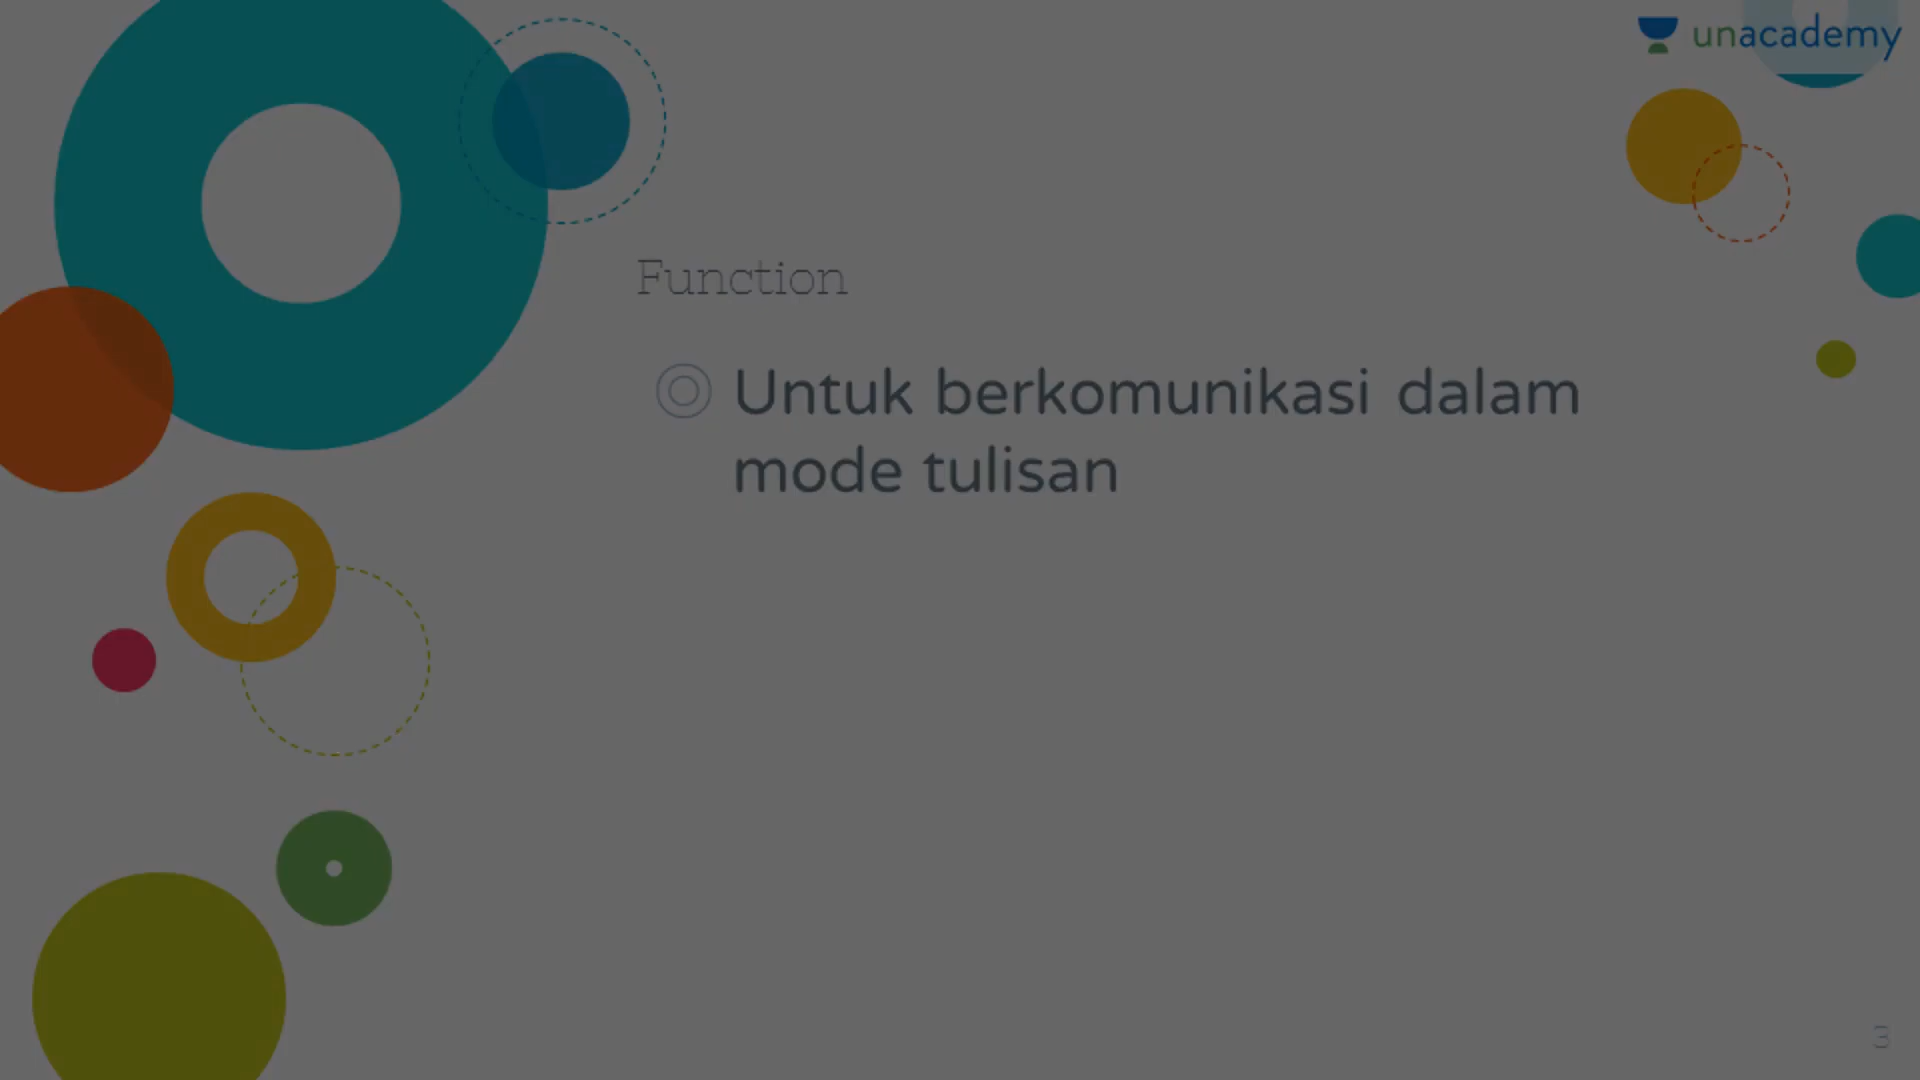 unacademy
Function
Untuk berkomunikasi dalam
mode tulisan
3